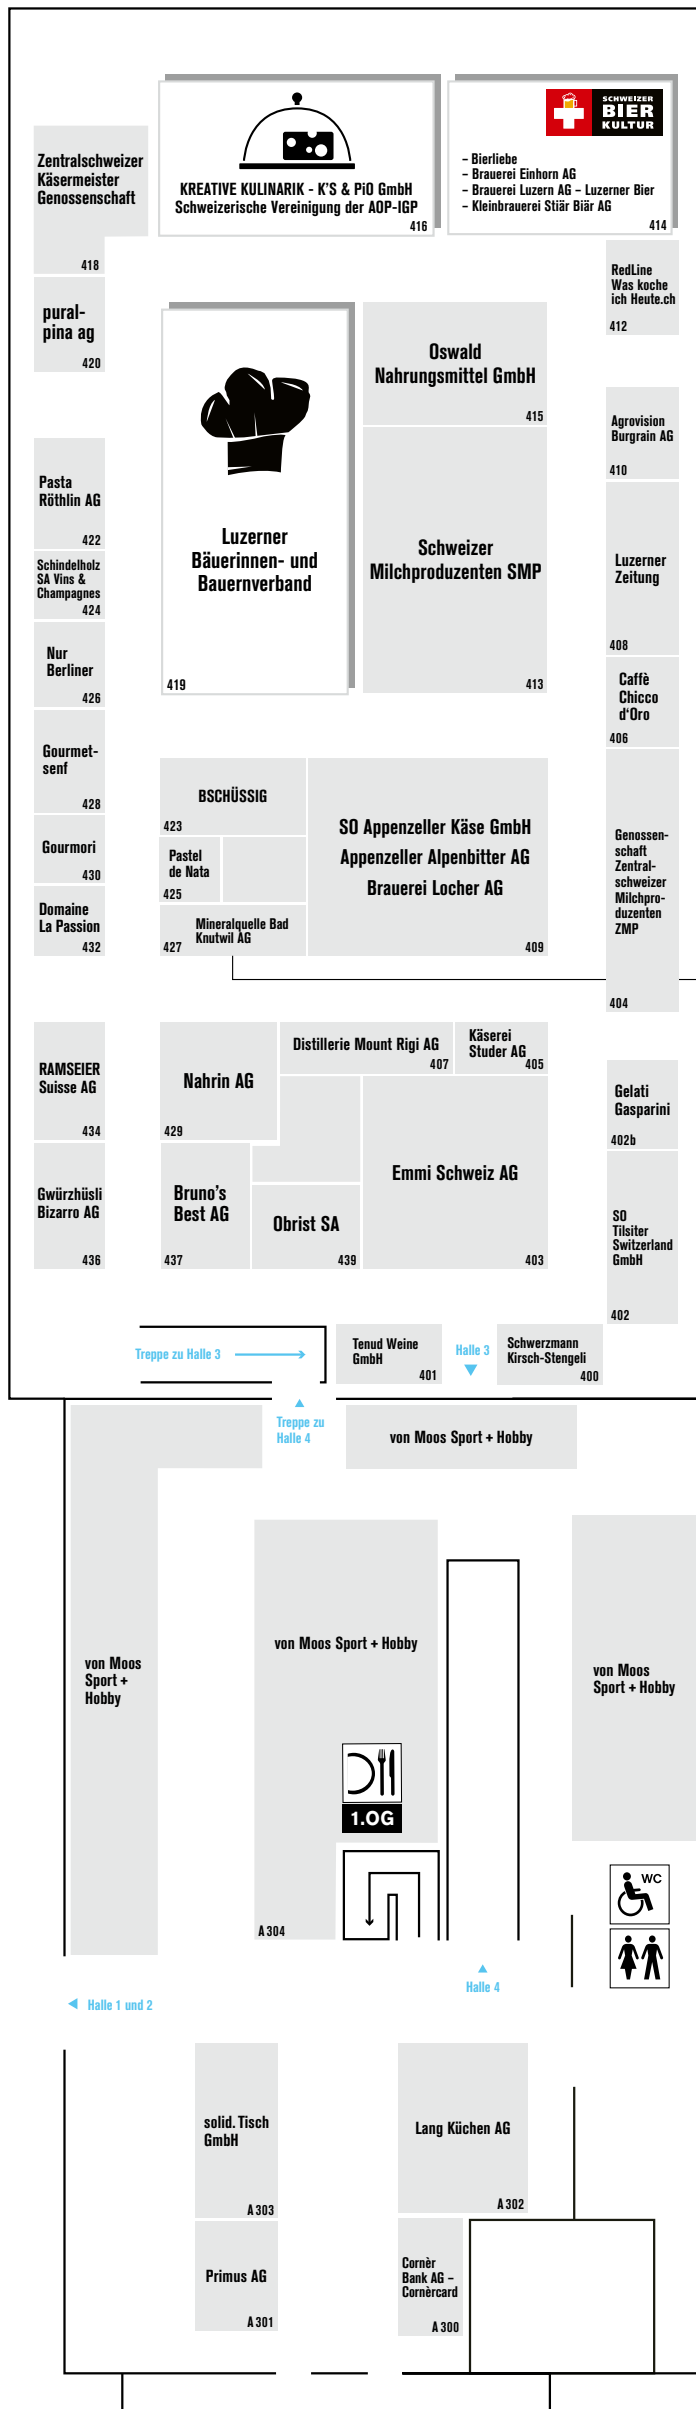 Zentralschweizer
Käsermeister
Genossenschaft
418
KREATIVE KULINARIK - K'S & PiO GmbH
Schweizerische Vereinigung der AOP-IGP
416
SCHWEIZER
BIER
KULTUR
– Bierliebe
– Brauerei Einhorn AG
– Brauerei Luzern AG – Luzerner Bier
– Kleinbrauerei Stiär Biär AG
414
RedLine
Was koche
ich Heute.ch
412
pural-
pina ag
420
Luzerner
Bäuerinnen- und
Bauernverband
419
Oswald
Nahrungsmittel GmbH
415
Agrovision
Burgrain AG
410
Pasta
Röthlin AG
422
Schindelholz
SA Vins &
Champagnes
424
Schweizer
Milchproduzenten SMP
413
Luzerner
Zeitung
408
Nur
Berliner
426
Caffè
Chicco
d'Oro
406
Gourmet-
senf
428
BSCHÜSSIG
423
SO Appenzeller Käse GmbH
Appenzeller Alpenbitter AG
Brauerei Locher AG
409
Genossen-
schaft
Zentral-
schweizer
Milchpro-
duzenten
ZMP
404
Gourmori
430
Pastel
de Nata
425
Domaine
La Passion
432
Mineralquelle Bad
Knutwil AG
427
RAMSEIER
Suisse AG
434
Nahrin AG
429
Distillerie Mount Rigi AG
407
Käserei
Studer AG
405
Gelati
Gasparini
402b
Gwürzhüsli
Bizarro AG
436
Bruno's
Best AG
437
Obrist SA
439
Emmi Schweiz AG
403
SO
Tilsiter
Switzerland
GmbH
402
Treppe zu Halle 3
Tenud Weine
GmbH
401
Halle 3
Schwerzmann
Kirsch-Stengeli
400
Treppe zu
Halle 4
von Moos Sport + Hobby
von Moos
Sport +
Hobby
von Moos Sport + Hobby
von Moos
Sport + Hobby
1.OG
A 304
WC
Halle 4
Halle 1 und 2
solid. Tisch
GmbH
A 303
Lang Küchen AG
A 302
Primus AG
A 301
Cornèr
Bank AG –
Cornèrcard
A 300